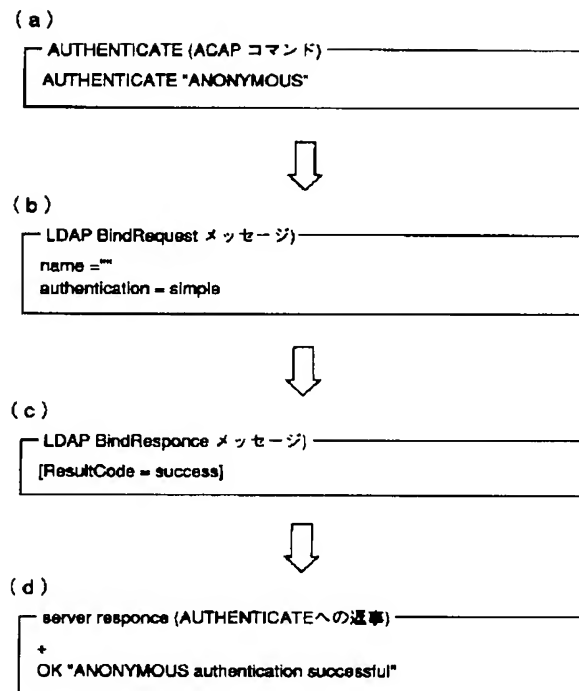 (a)
AUTHENTICATE (ACAP コマンド)
AUTHENTICATE "ANONYMOUS"
(b)
LDAP BindRequest メッセージ)
name =""
authentication = simple
(c)
LDAP BindResponce メッセージ)
[ResultCode = success]
(d)
server responce (AUTHENTICATEへの返事)
+
OK "ANONYMOUS authentication successful"